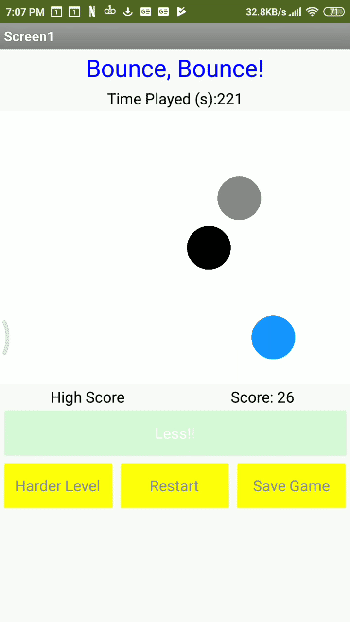 7:07 PM 32.8KB/s 79
Screen1
Bounce, Bounce!
Time Played (s):221
High Score Score: 26
Less!!
Harder Level Restart Save Game